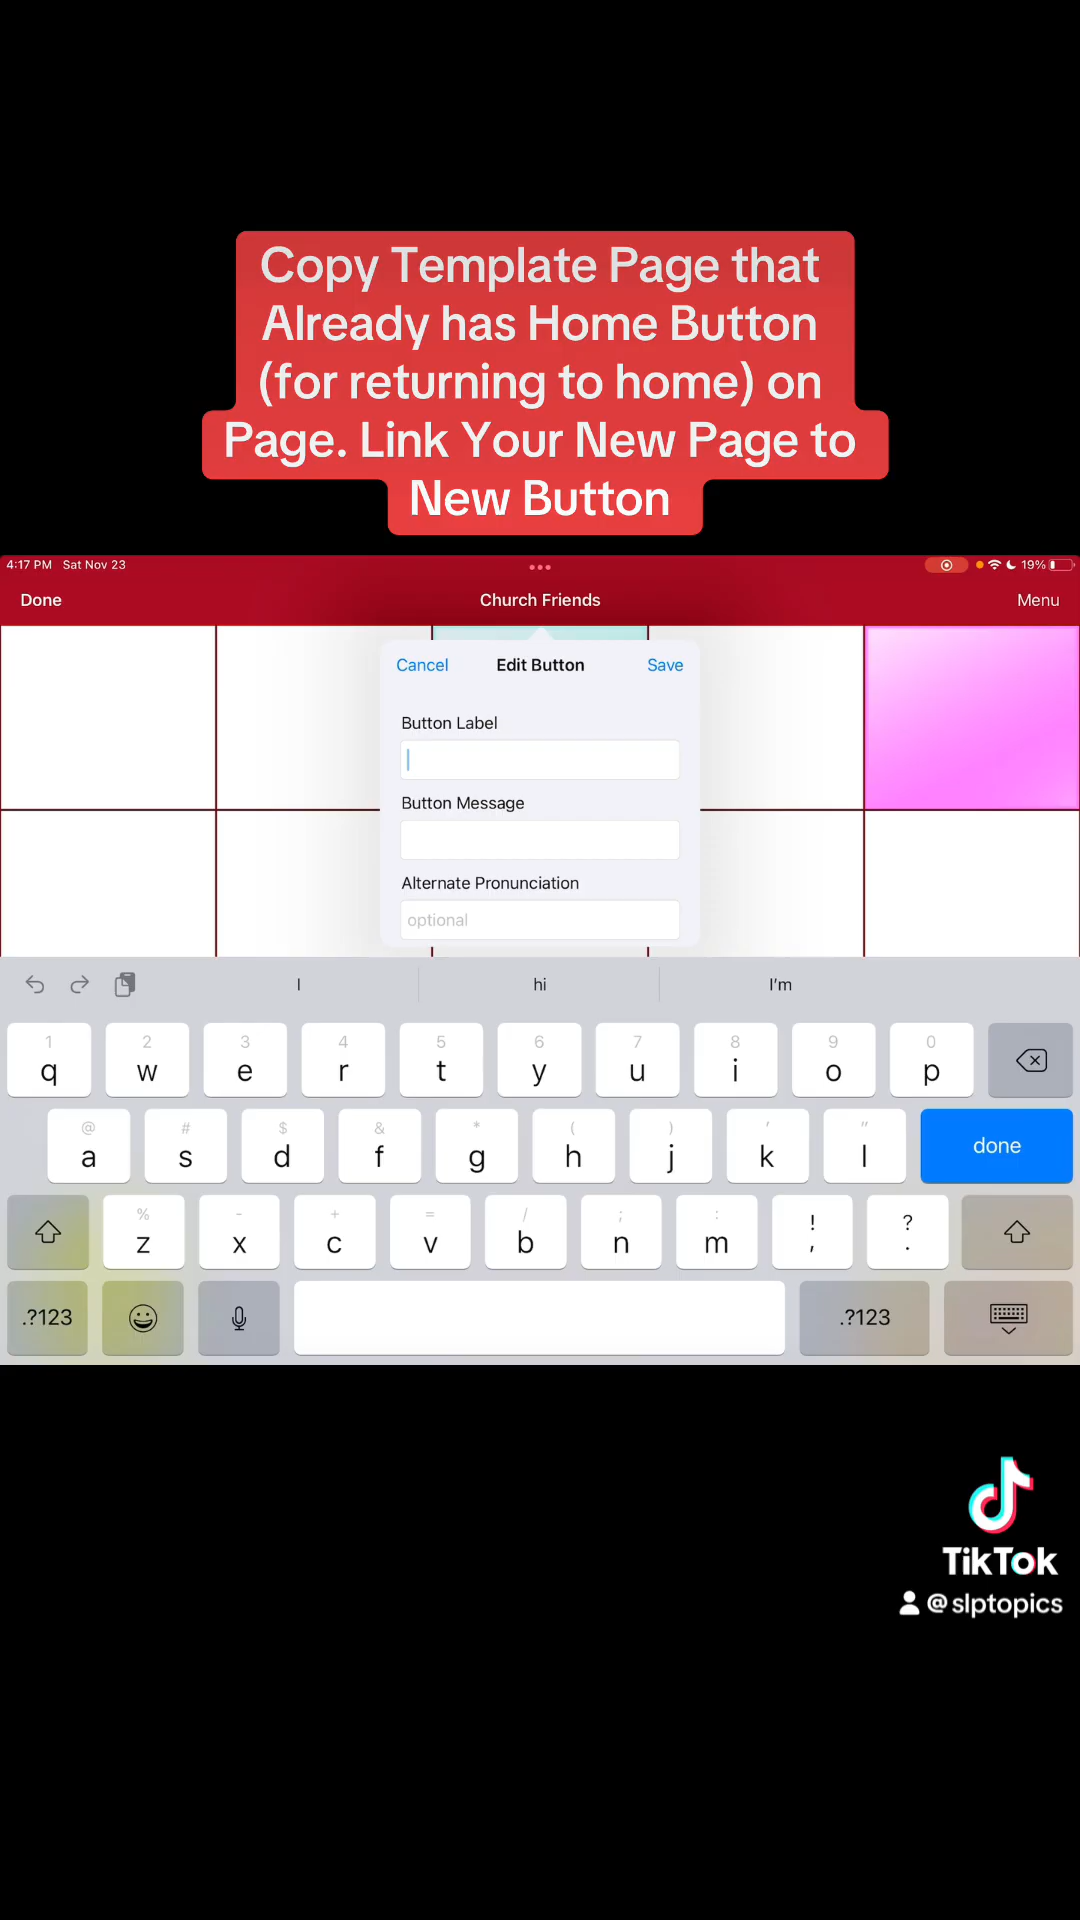 Copy Template Page that
Already has Home Button
(for returning to home) on
Page. Link Your New Page to
New Button
4:17 PM Sat Nov 23
19%
Done
Church Friends
Menu
Cancel
Edit Button
Save
Button Label
Button Message
Alternate Pronunciation
optional
I
hi
I'm
1 2 3 4 5 6 7 8 9 0
q w e r t y u i o p
@ # $ & * ( ) ' "
a s d f g h j k l
done
% - + = / ; : ! ?
z x c v b n m , .
.?123
.?123
TikTok
@slptopics